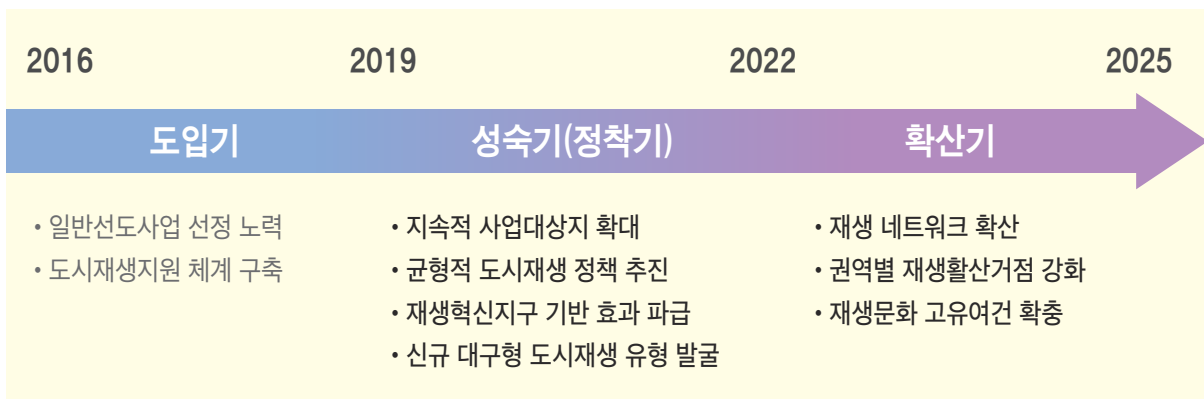 2016 2019 2022 2025
도입기 성숙기(정착기) 확산기
• 일반선도사업 선정 노력
• 도시재생지원 체계 구축
• 지속적 사업대상지 확대
• 균형적 도시재생 정책 추진
• 재생혁신지구 기반 효과 파급
• 신규 대구형 도시재생 유형 발굴
• 재생 네트워크 확산
• 권역별 재생활산거점 강화
• 재생문화 고유여건 확충